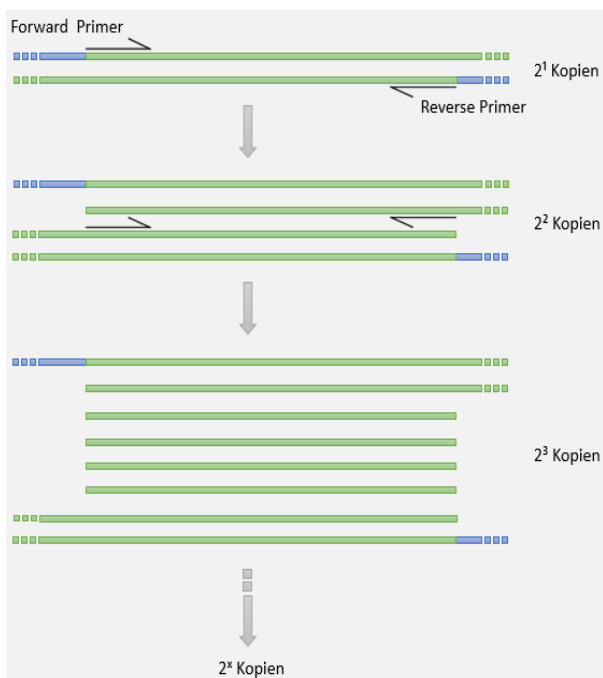 Forward Primer
2¹ Kopien
Reverse Primer
2² Kopien
2³ Kopien
2ˣ Kopien